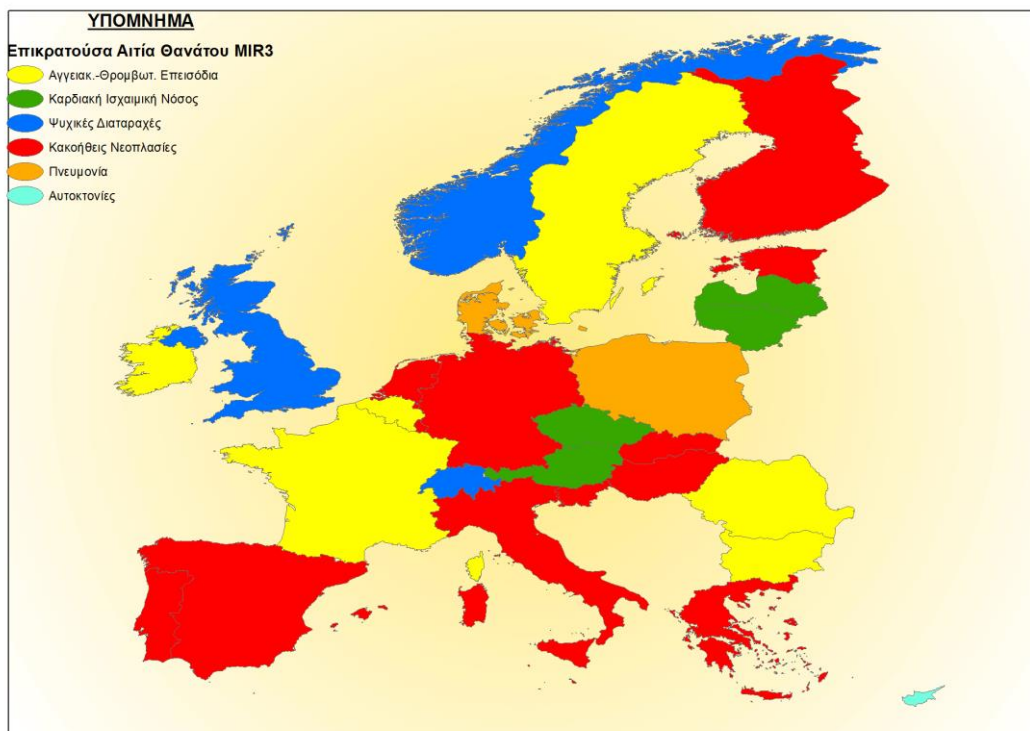 ΥΠΟΜΝΗΜΑ
Επικρατούσα Αιτία Θανάτου MIR3
Αγγειακ.-Θρομβωτ. Επεισόδια
Καρδιακή Ισχαιμική Νόσος
Ψυχικές Διαταραχές
Κακοήθεις Νεοπλασίες
Πνευμονία
Αυτοκτονίες